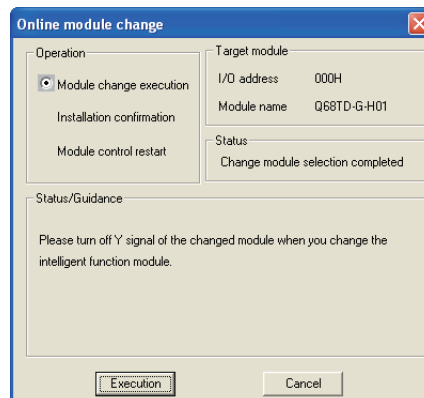 Online module change
Operation
Module change execution
Installation confirmation
Module control restart
Target module
I/O address 000H
Module name Q68TD-G-H01
Status
Change module selection completed
Status/Guidance
Please turn off Y signal of the changed module when you change the
intelligent function module.
Execution
Cancel